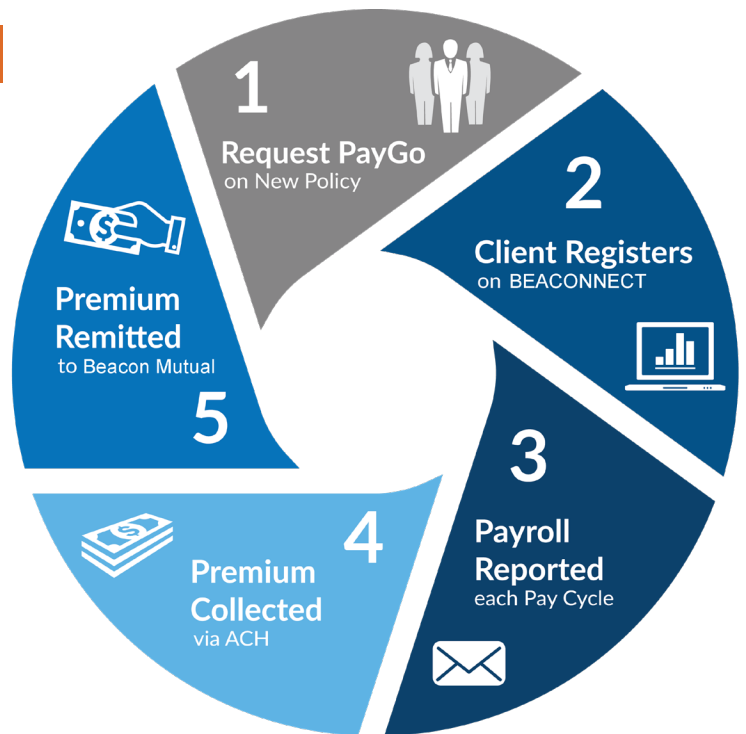 1
Request PayGo
on New Policy
2
Client Registers
on BEACONNECT
3
Payroll
Reported
each Pay Cycle
4
Premium
Collected
via ACH
Premium
Remitted
to Beacon Mutual
5